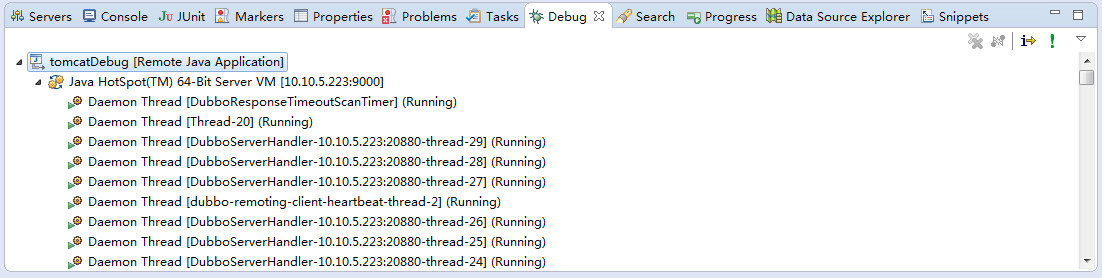 Servers Console JUnit Markers Properties Problems Tasks Debug Search Progress Data Source Explorer Snippets
tomcatDebug [Remote Java Application]
Java HotSpot(TM) 64-Bit Server VM [10.10.5.223:9000]
Daemon Thread [DubboResponseTimeoutScanTimer] (Running)
Daemon Thread [Thread-20] (Running)
Daemon Thread [DubboServerHandler-10.10.5.223:20880-thread-29] (Running)
Daemon Thread [DubboServerHandler-10.10.5.223:20880-thread-28] (Running)
Daemon Thread [DubboServerHandler-10.10.5.223:20880-thread-27] (Running)
Daemon Thread [dubbo-remoting-client-heartbeat-thread-2] (Running)
Daemon Thread [DubboServerHandler-10.10.5.223:20880-thread-26] (Running)
Daemon Thread [DubboServerHandler-10.10.5.223:20880-thread-25] (Running)
Daemon Thread [DubboServerHandler-10.10.5.223:20880-thread-24] (Running)